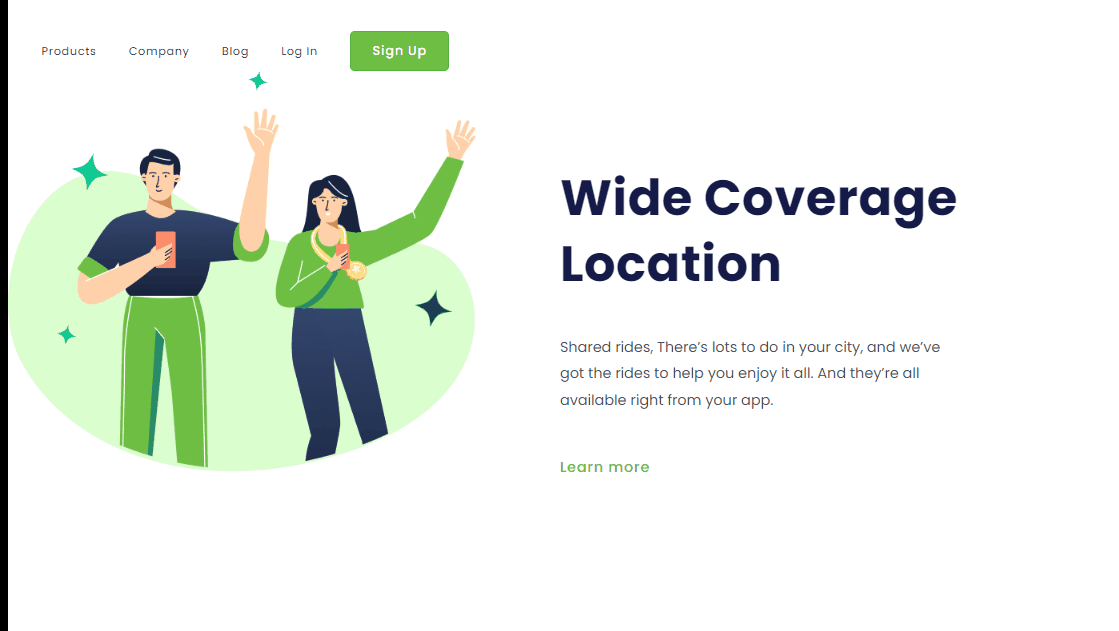 Products Company Blog Log In Sign Up
Wide Coverage
Location
Shared rides, There's lots to do in your city, and we've
got the rides to help you enjoy it all. And they're all
available right from your app.
Learn more